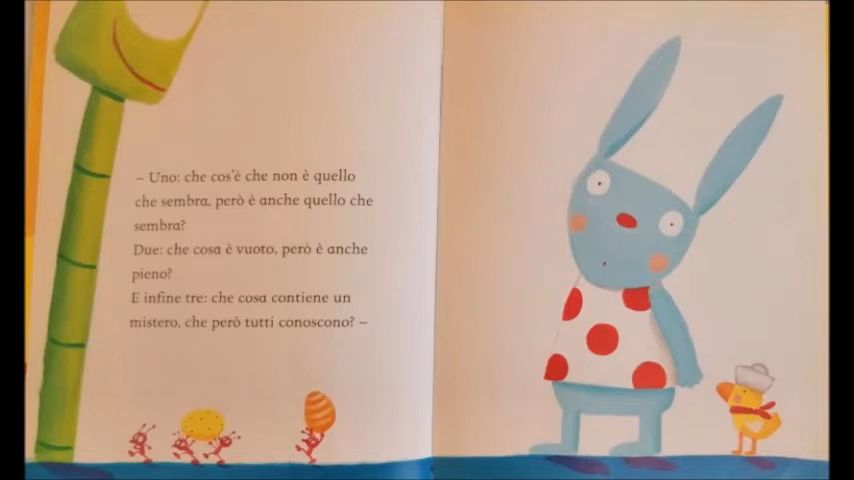 – Uno: che cos'è che non è quello
che sembra, però è anche quello che
sembra?
Due: che cosa è vuoto, però è anche
pieno?
E infine tre: che cosa contiene un
mistero, che però tutti conoscono? –